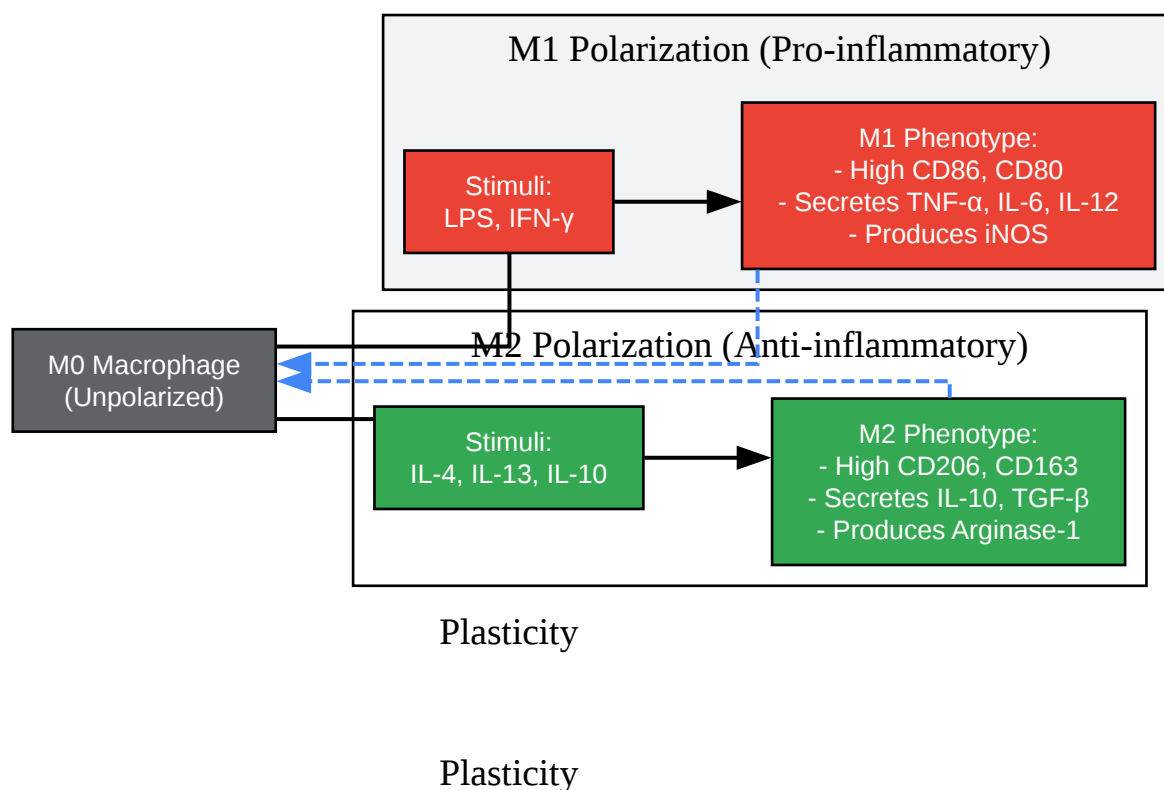 M1 Polarization (Pro-inflammatory)
Stimuli:
LPS, IFN-γ
M1 Phenotype:
- High CD86, CD80
- Secretes TNF-α, IL-6, IL-12
- Produces iNOS
M0 Macrophage
(Unpolarized)
M2 Polarization (Anti-inflammatory)
Stimuli:
IL-4, IL-13, IL-10
M2 Phenotype:
- High CD206, CD163
- Secretes IL-10, TGF-β
- Produces Arginase-1
Plasticity
Plasticity